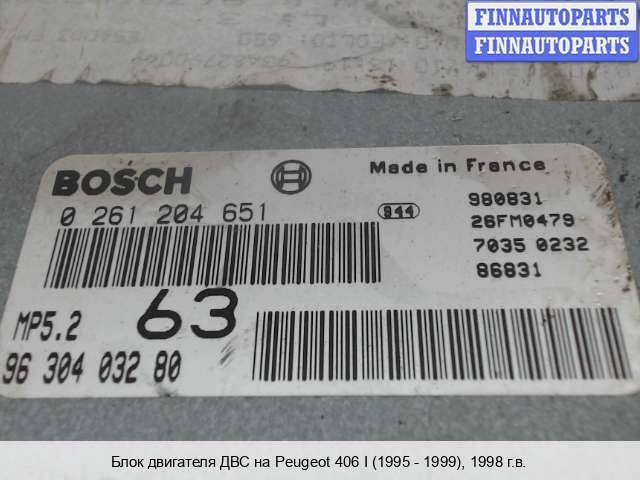 FINNAUTOPARTS
FINNAUTOPARTS
BOSCH
Made in France
0 261 204 651
944
980831
26FM0479
7035 0232
86831
MP5.2
63
96 304 032 80
Блок двигателя ДВС на Peugeot 406 I (1995 - 1999), 1998 г.в.